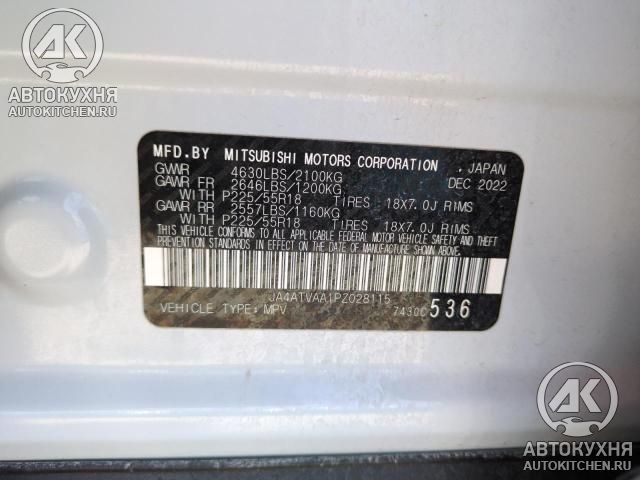 АК
АВТОКУХНЯ
AUTOKITCHEN.RU
MFD.BY MITSUBISHI MOTORS CORPORATION , JAPAN
GVWR 4630LBS/2100KG DEC 2022
GAWR FR 2646LBS/1200KG
WITH P225/55R18 TIRES 18X7.0J RIMS
GAWR RR 2557LBS/1160KG
WITH P225/55R18 TIRES 18X7.0J RIMS
THIS VEHICLE CONFORMS TO ALL APPLICABLE FEDERAL MOTOR VEHICLE SAFETY AND THEFT
PREVENTION STANDARDS IN EFFECT ON THE DATE OF MANUFACTURE SHOWN ABOVE.
JA4ATVAA1PZ028115
VEHICLE TYPE: MPV 7430C 536
АК
АВТОКУХНЯ
AUTOKITCHEN.RU